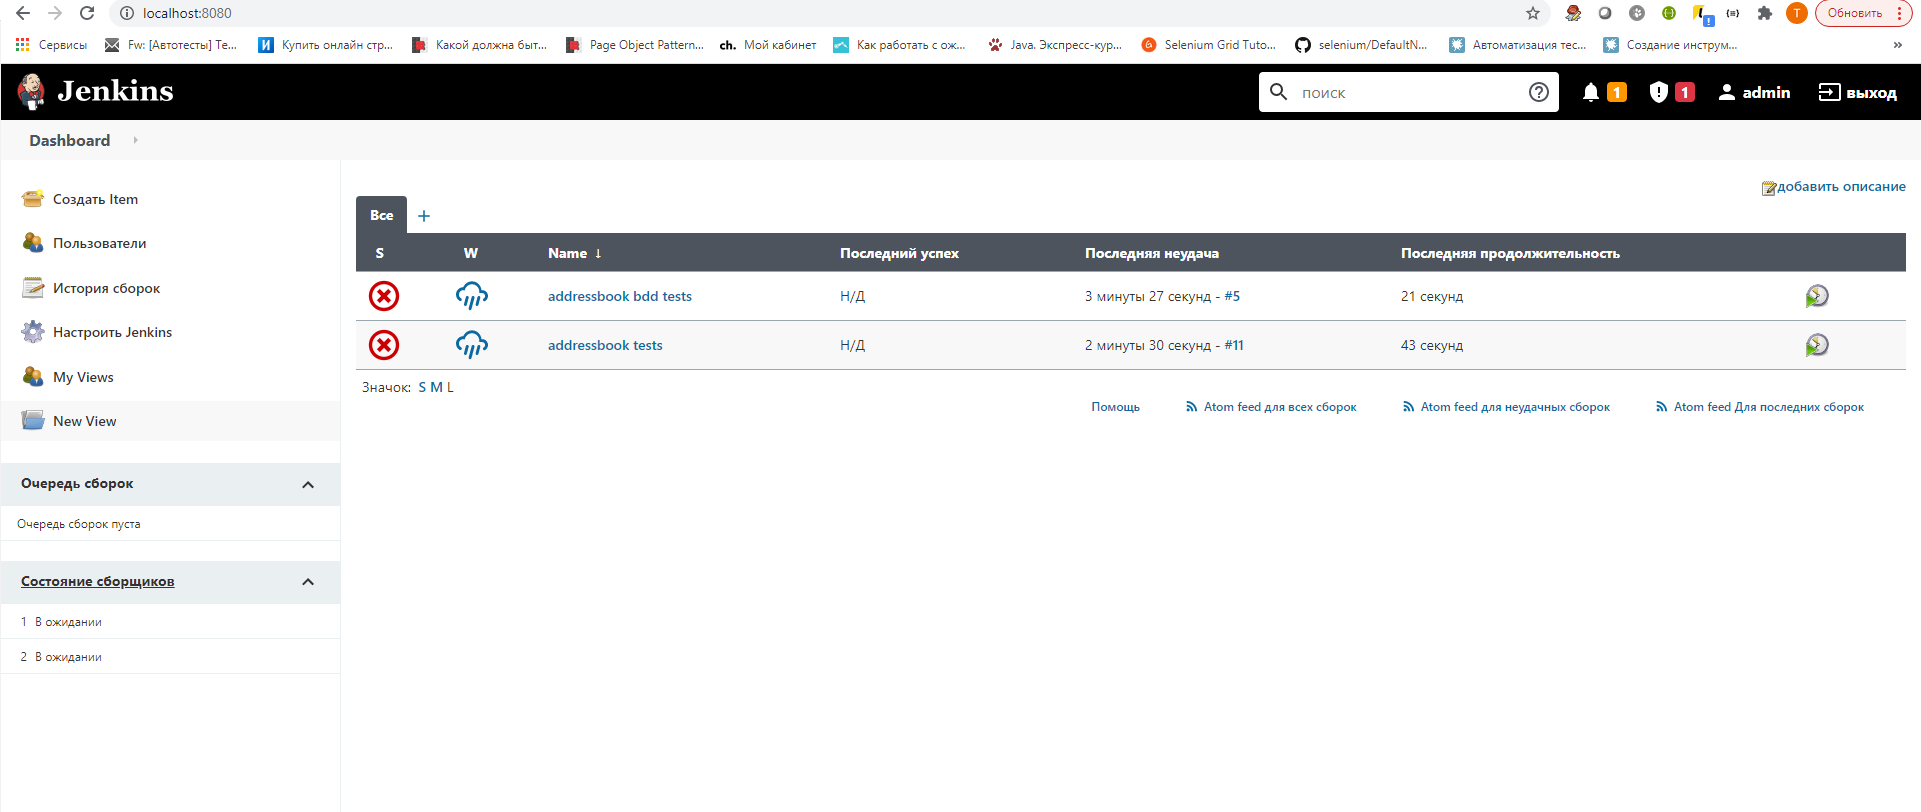 localhost:8080
Обновить
Сервисы
Fw: [Автотесты] Те...
Купить онлайн стр...
Какой должна быт...
Page Object Pattern...
ch. Мой кабинет
Как работать с ож...
Java. Экспресс-кур...
Selenium Grid Tuto...
selenium/DefaultN...
Автоматизация тес...
Создание инструм...
»
Jenkins
поиск
1
1
admin
выход
Dashboard
добавить описание
Создать Item
Пользователи
История сборок
Настроить Jenkins
My Views
New View
Очередь сборок
Очередь сборок пуста
Состояние сборщиков
1 В ожидании
2 В ожидании
Все +
S W Name ↓ Последний успех Последняя неудача Последняя продолжительность
addressbook bdd tests Н/Д 3 минуты 27 секунд - #5 21 секунд
addressbook tests Н/Д 2 минуты 30 секунд - #11 43 секунд
Значок: S M L
Помощь Atom feed для всех сборок Atom feed для неудачных сборок Atom feed Для последних сборок